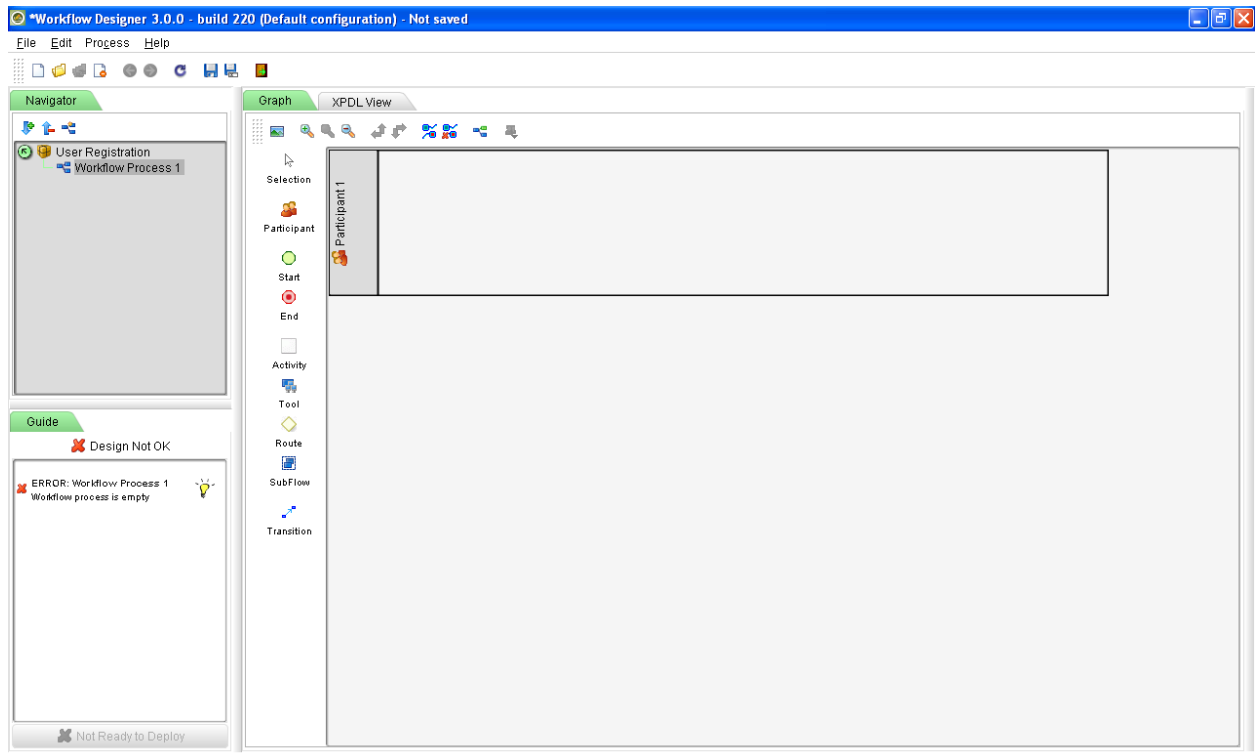 *Workflow Designer 3.0.0 - build 220 (Default configuration) - Not saved
File Edit Process Help
Navigator
User Registration
Workflow Process 1
Guide
Design Not OK
ERROR: Workflow Process 1
Workflow process is empty
Not Ready to Deploy
Graph XPDL View
Selection
Participant
Start
End
Activity
Tool
Route
SubFlow
Transition
Participant 1